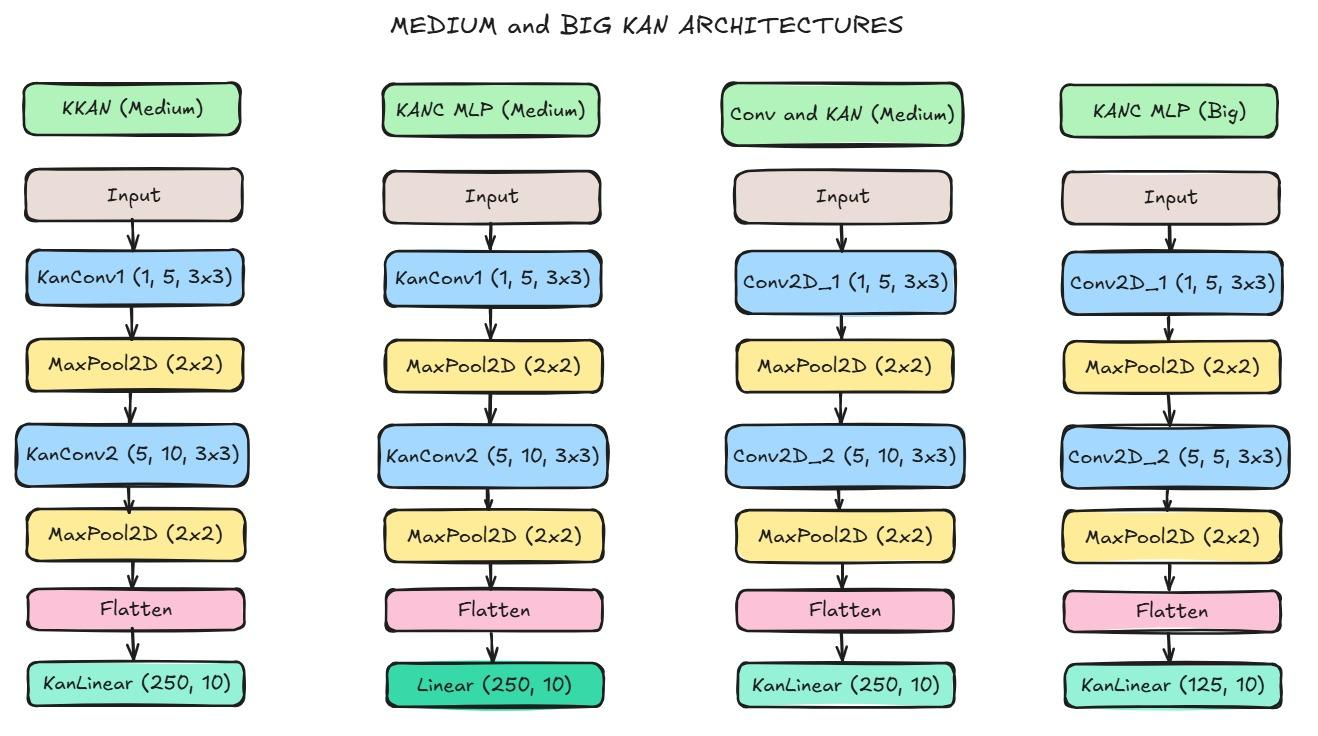 MEDIUM and BIG KAN ARCHITECTURES
KKAN (Medium)
Input
KanConv1 (1, 5, 3x3)
MaxPool2D (2x2)
KanConv2 (5, 10, 3x3)
MaxPool2D (2x2)
Flatten
KanLinear (250, 10)
KANC MLP (Medium)
Input
KanConv1 (1, 5, 3x3)
MaxPool2D (2x2)
KanConv2 (5, 10, 3x3)
MaxPool2D (2x2)
Flatten
Linear (250, 10)
Conv and KAN (Medium)
Input
Conv2D_1 (1, 5, 3x3)
MaxPool2D (2x2)
Conv2D_2 (5, 10, 3x3)
MaxPool2D (2x2)
Flatten
KanLinear (250, 10)
KANC MLP (Big)
Input
Conv2D_1 (1, 5, 3x3)
MaxPool2D (2x2)
Conv2D_2 (5, 5, 3x3)
MaxPool2D (2x2)
Flatten
KanLinear (125, 10)